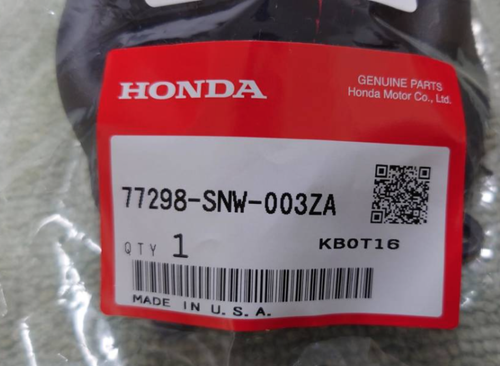 HONDA
GENUINE PARTS
Honda Motor Co., Ltd.
77298-SNW-003ZA
QTY 1
KB0T16
MADE IN U.S.A.